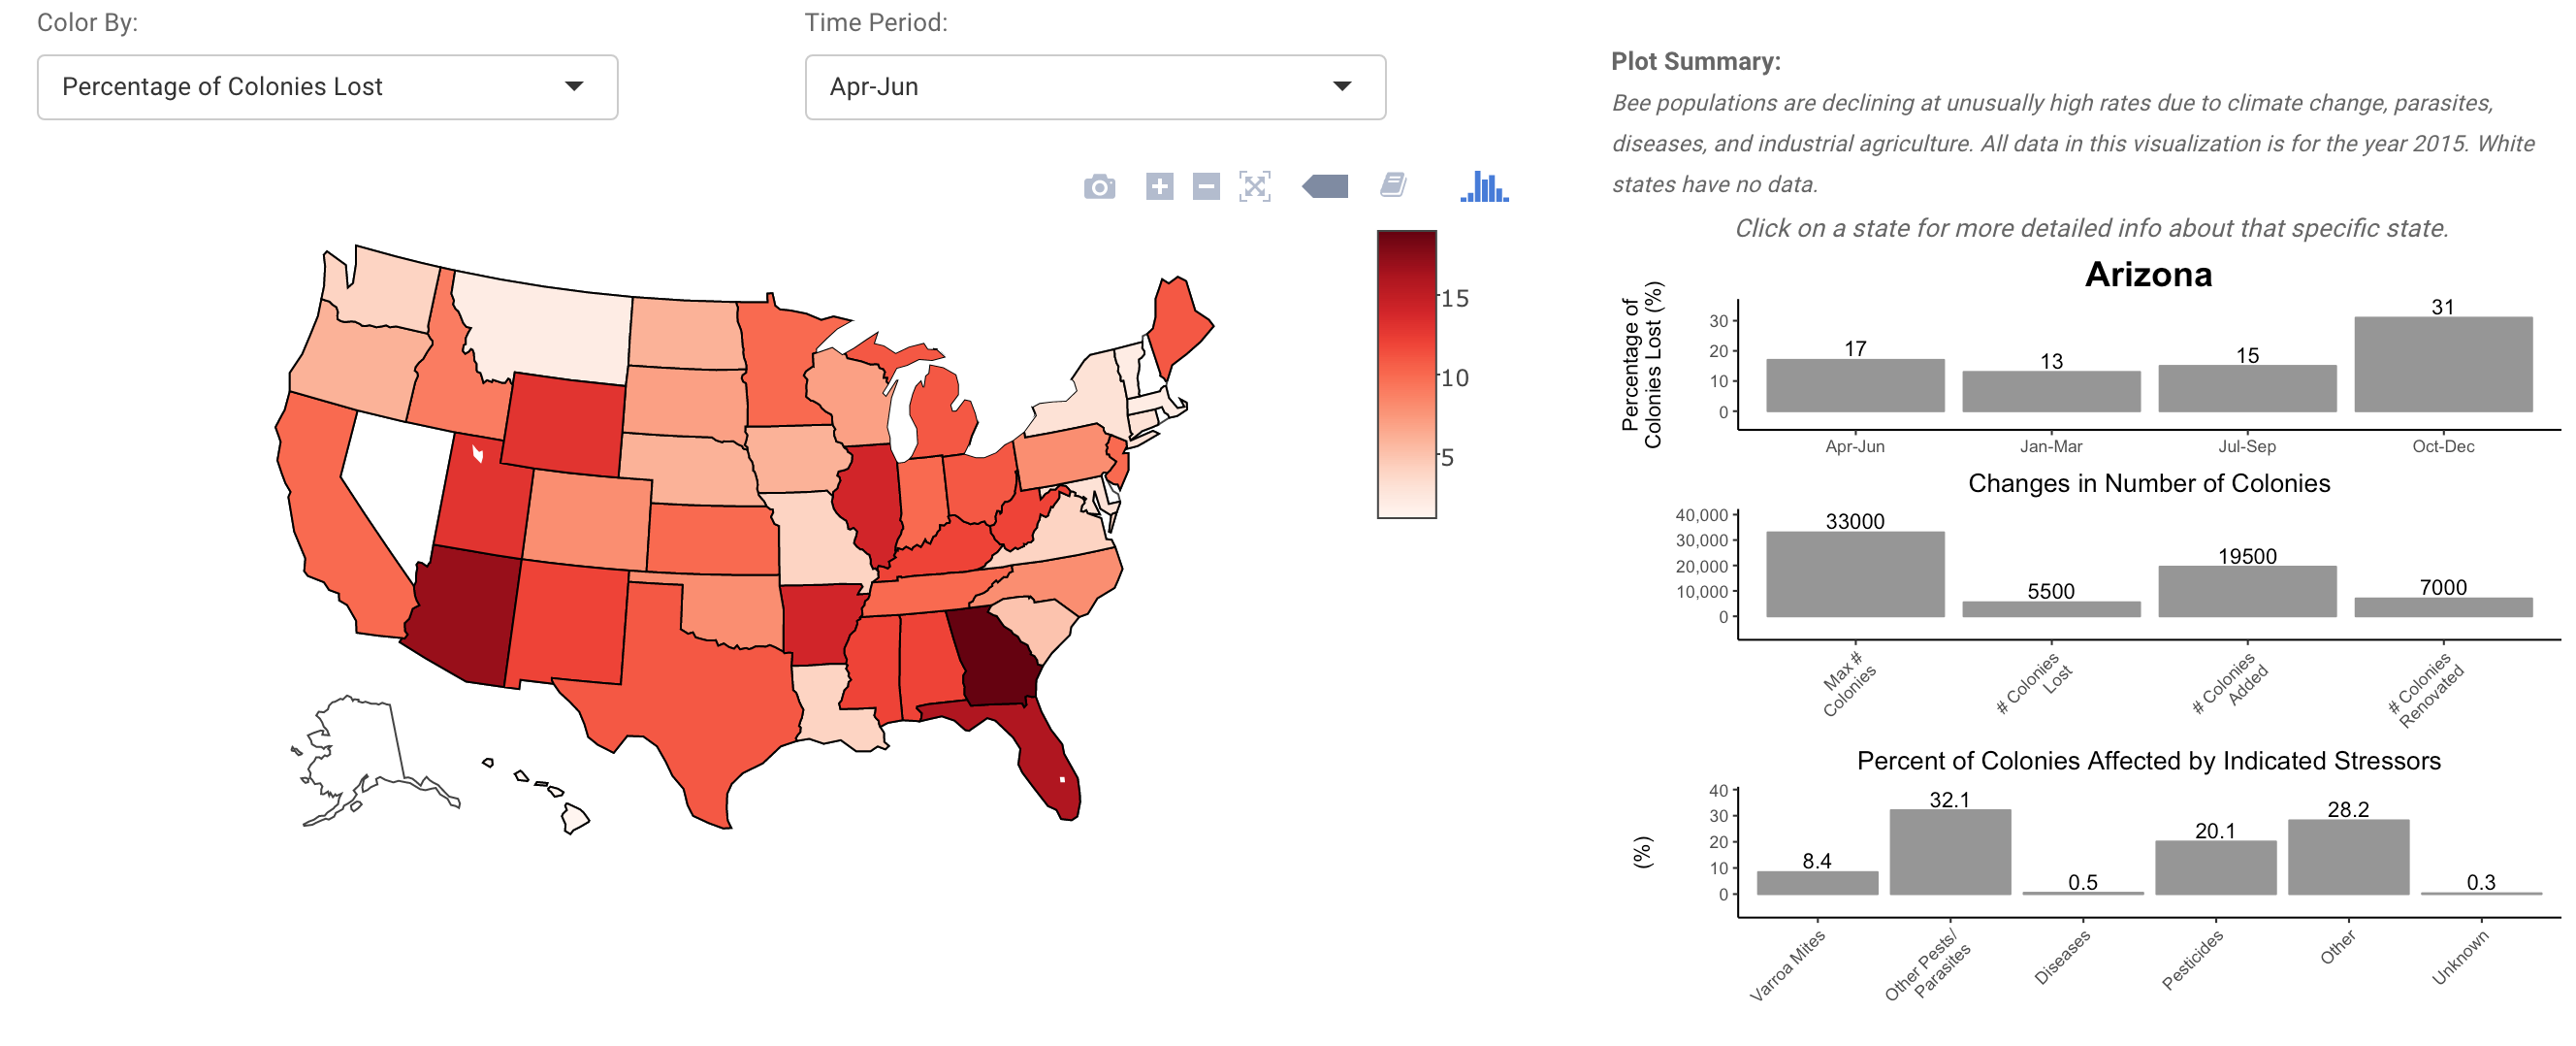 Color By:
Time Period:
Percentage of Colonies Lost
Apr-Jun
15
10
5
Plot Summary:
Bee populations are declining at unusually high rates due to climate change, parasites,
diseases, and industrial agriculture. All data in this visualization is for the year 2015. White
states have no data.
Click on a state for more detailed info about that specific state.
Arizona
Percentage of
Colonies Lost (%)
30
20
10
0
17
13
15
31
Apr-Jun
Jan-Mar
Jul-Sep
Oct-Dec
Changes in Number of Colonies
40,000
30,000
20,000
10,000
0
33000
5500
19500
7000
Max #
Colonies
# Colonies
Lost
# Colonies
Added
# Colonies
Renovated
Percent of Colonies Affected by Indicated Stressors
(%)
40
30
20
10
0
8.4
32.1
0.5
20.1
28.2
0.3
Varroa Mites
Other Pests/
Parasites
Diseases
Pesticides
Other
Unknown